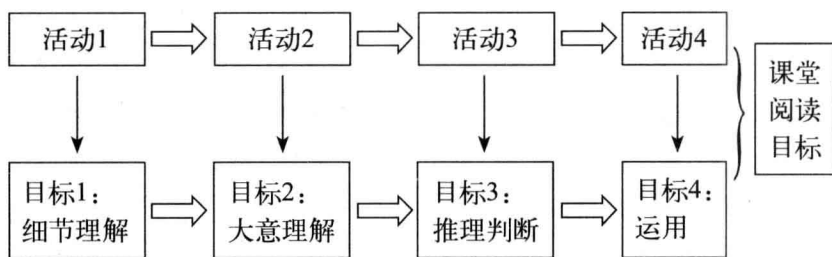 活动1
活动2
活动3
活动4
目标1：
细节理解
目标2：
大意理解
目标3：
推理判断
目标4：
运用
课堂
阅读
目标